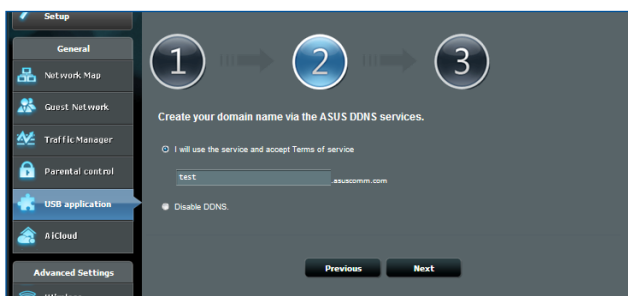 Setup
General
Network Map
Guest Network
Traffic Manager
Parental control
USB application
AiCloud
Advanced Settings
1
2
3
Create your domain name via the ASUS DDNS services.
I will use the service and accept Terms of service
test
.asuscomm.com
Disable DDNS.
Previous
Next